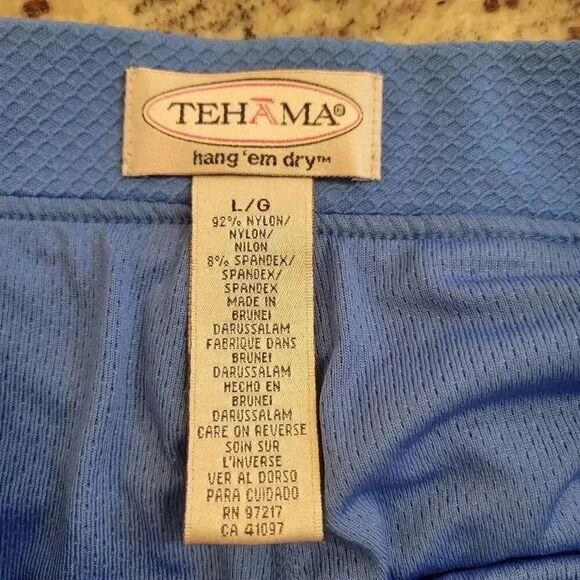 TEHĀMA®
hang 'em dry™
L/G
92% NYLON/
NYLON/
NILON
8% SPANDEX/
SPANDEX/
SPANDEX
MADE IN
BRUNEI
DARUSSALAM
FABRIQUE DANS
BRUNEI
DARUSSALAM
HECHO EN
BRUNEI
DARUSSALAM
CARE ON REVERSE
SOIN SUR
L'INVERSE
VER AL DORSO
PARA CUIDADO
RN 97217
CA 41097